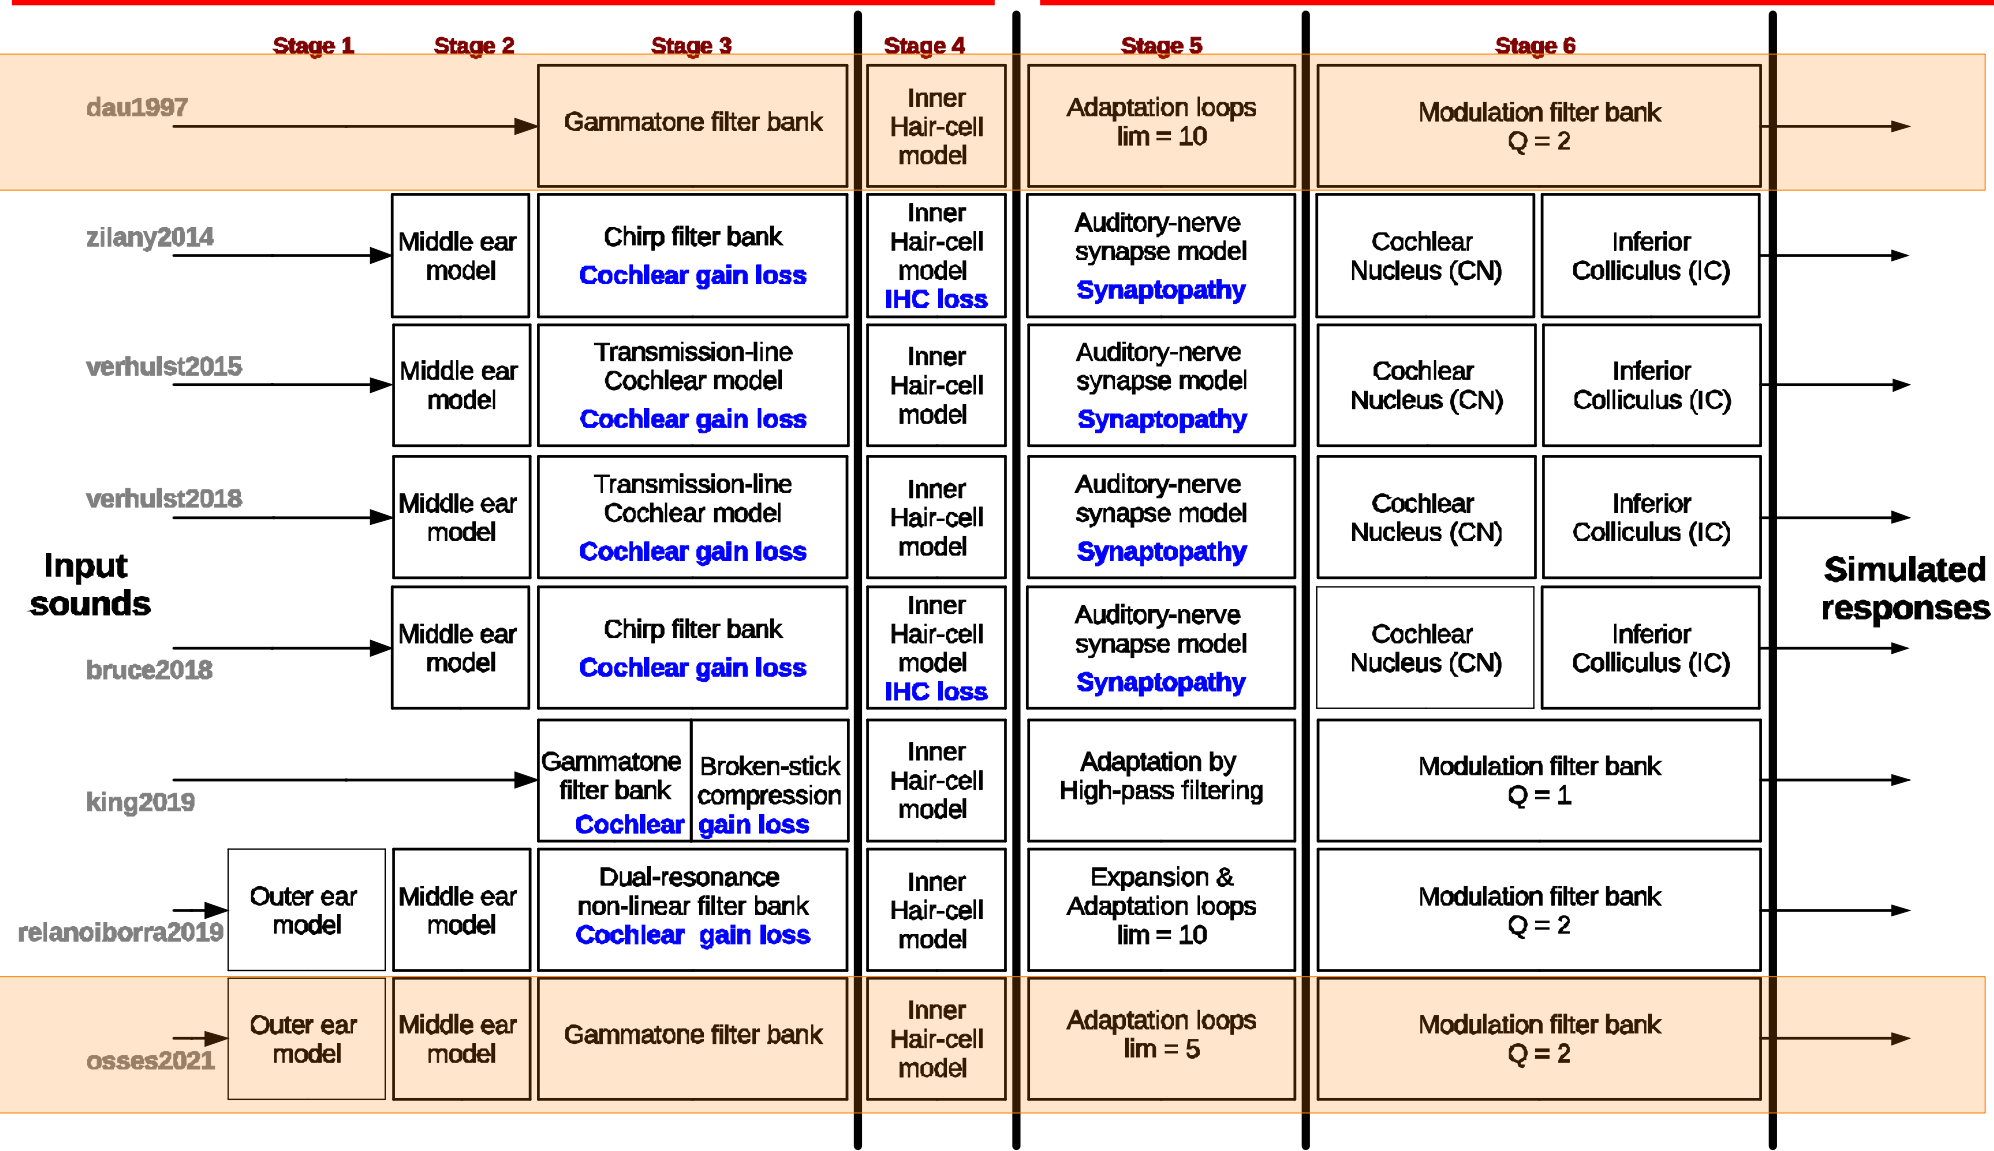 Stage 1 Stage 2 Stage 3 Stage 4 Stage 5 Stage 6
dau1997
Gammatone filter bank
Inner
Hair-cell
model
Adaptation loops
lim = 10
Modulation filter bank
Q = 2
zilany2014
Middle ear
model
Chirp filter bank
Cochlear gain loss
Inner
Hair-cell
model
IHC loss
Auditory-nerve
synapse model
Synaptopathy
Cochlear
Nucleus (CN)
Inferior
Colliculus (IC)
verhulst2015
Middle ear
model
Transmission-line
Cochlear model
Cochlear gain loss
Inner
Hair-cell
model
Auditory-nerve
synapse model
Synaptopathy
Cochlear
Nucleus (CN)
Inferior
Colliculus (IC)
verhulst2018
Middle ear
model
Transmission-line
Cochlear model
Cochlear gain loss
Inner
Hair-cell
model
Auditory-nerve
synapse model
Synaptopathy
Cochlear
Nucleus (CN)
Inferior
Colliculus (IC)
Input
sounds
Simulated
responses
bruce2018
Middle ear
model
Chirp filter bank
Cochlear gain loss
Inner
Hair-cell
model
IHC loss
Auditory-nerve
synapse model
Synaptopathy
Cochlear
Nucleus (CN)
Inferior
Colliculus (IC)
king2019
Gammatone
filter bank
Broken-stick
compression
Cochlear gain loss
Inner
Hair-cell
model
Adaptation by
High-pass filtering
Modulation filter bank
Q = 1
relanoiborra2019
Outer ear
model
Middle ear
model
Dual-resonance
non-linear filter bank
Cochlear gain loss
Inner
Hair-cell
model
Expansion &
Adaptation loops
lim = 10
Modulation filter bank
Q = 2
osses2021
Outer ear
model
Middle ear
model
Gammatone filter bank
Inner
Hair-cell
model
Adaptation loops
lim = 5
Modulation filter bank
Q = 2